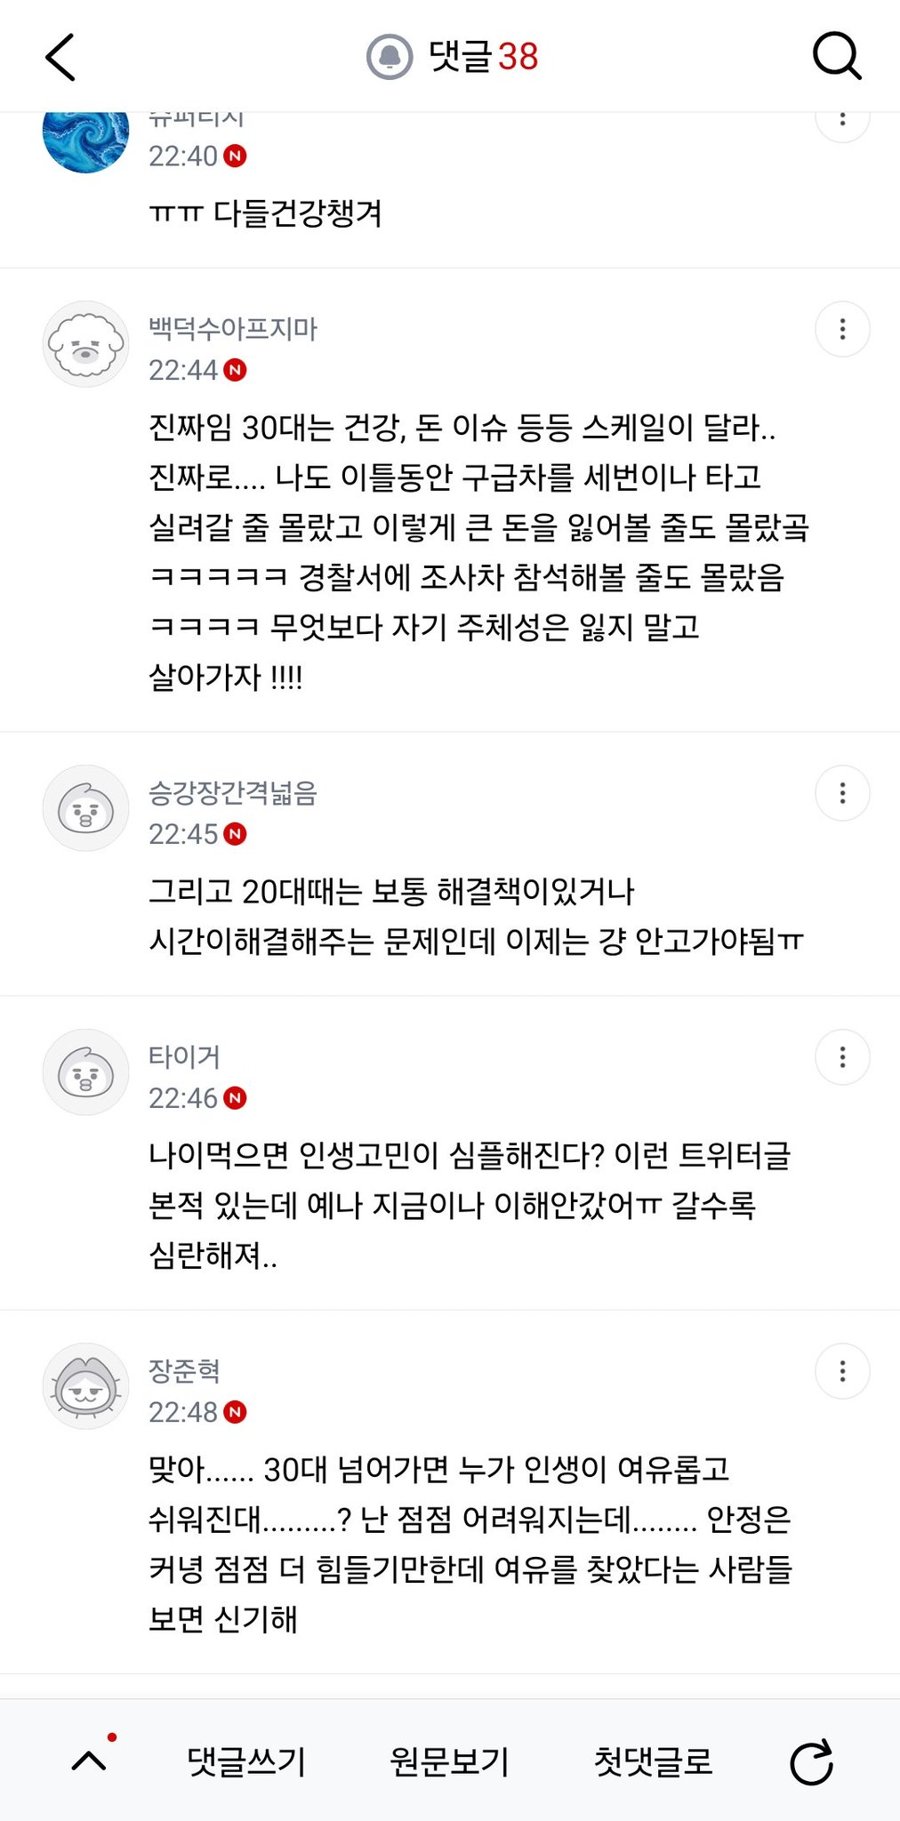 댓글 38
슈퍼리치
22:40 N
ㅠㅠ 다들건강챙겨
백덕수아프지마
22:44 N
진짜임 30대는 건강, 돈 이슈 등등 스케일이 달라..
진짜로.... 나도 이틀동안 구급차를 세번이나 타고
실려갈 줄 몰랐고 이렇게 큰 돈을 잃어볼 줄도 몰랐곸
ㅋㅋㅋㅋㅋ 경찰서에 조사차 참석해볼 줄도 몰랐음
ㅋㅋㅋㅋ 무엇보다 자기 주체성은 잃지 말고
살아가자 !!!!
승강장간격넓음
22:45 N
그리고 20대때는 보통 해결책이있거나
시간이해결해주는 문제인데 이제는 걍 안고가야됨ㅠ
타이거
22:46 N
나이먹으면 인생고민이 심플해진다? 이런 트위터글
본적 있는데 예나 지금이나 이해안갔어ㅠ 갈수록
심란해져..
장준혁
22:48 N
맞아...... 30대 넘어가면 누가 인생이 여유롭고
쉬워진대.........? 난 점점 어려워지는데........ 안정은
커녕 점점 더 힘들기만한데 여유를 찾았다는 사람들
보면 신기해
댓글쓰기 원문보기 첫댓글로